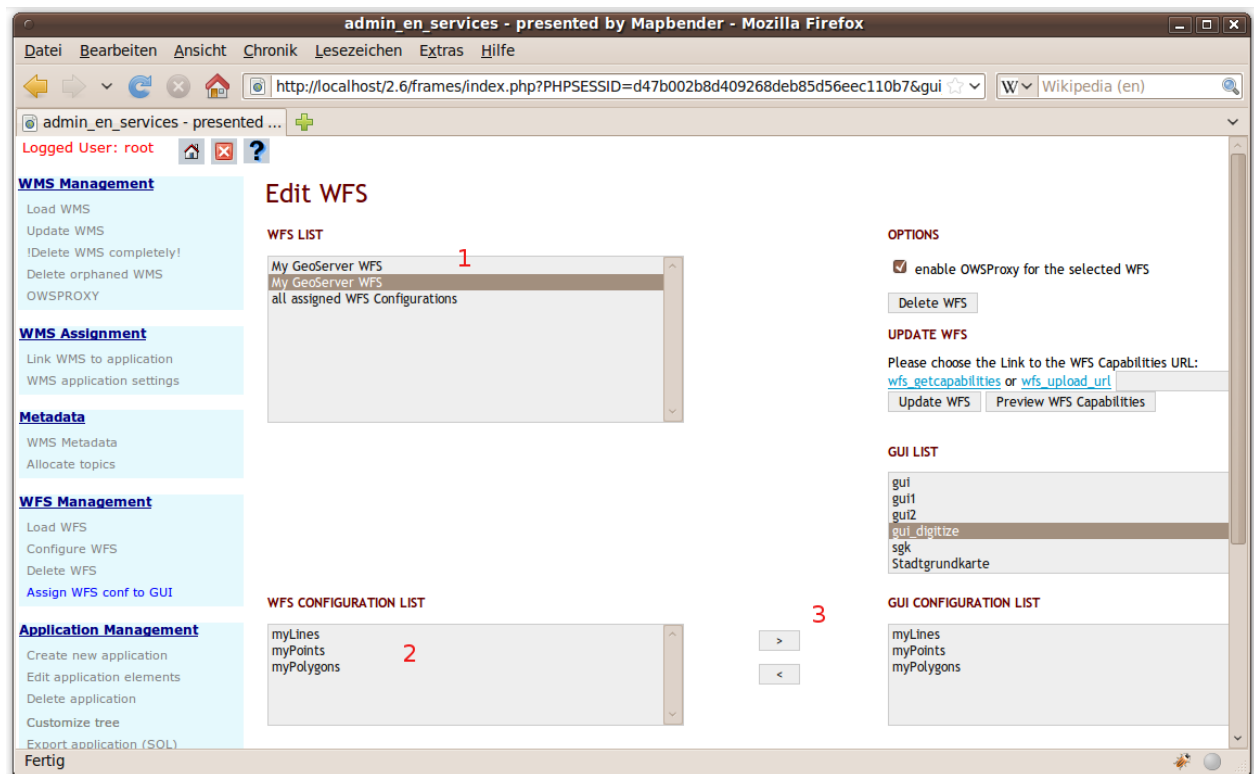 admin_en_services - presented by Mapbender - Mozilla Firefox
Datei Bearbeiten Ansicht Chronik Lesezeichen Extras Hilfe
http://localhost/2.6/frames/index.php?PHPSESSID=d47b002b8d409268deb85d56eec110b7&gui
W Wikipedia (en)
admin_en_services - presented ...
Logged User: root
?
WMS Management
Load WMS
Update WMS
!Delete WMS completely!
Delete orphaned WMS
OWSPROXY
WMS Assignment
Link WMS to application
WMS application settings
Metadata
WMS Metadata
Allocate topics
WFS Management
Load WFS
Configure WFS
Delete WFS
Assign WFS conf to GUI
Application Management
Create new application
Edit application elements
Delete application
Customize tree
Export application (SQL)
Edit WFS
WFS LIST
1
My GeoServer WFS
My GeoServer WFS
all assigned WFS Configurations
OPTIONS
enable OWSProxy for the selected WFS
Delete WFS
UPDATE WFS
Please choose the Link to the WFS Capabilities URL:
wfs_getcapabilities or wfs_upload_url
Update WFS Preview WFS Capabilities
GUI LIST
gui
gui1
gui2
gui_digitize
sgk
Stadtgrundkarte
WFS CONFIGURATION LIST
myLines
myPoints
myPolygons
2
3
>
<
GUI CONFIGURATION LIST
myLines
myPoints
myPolygons
Fertig